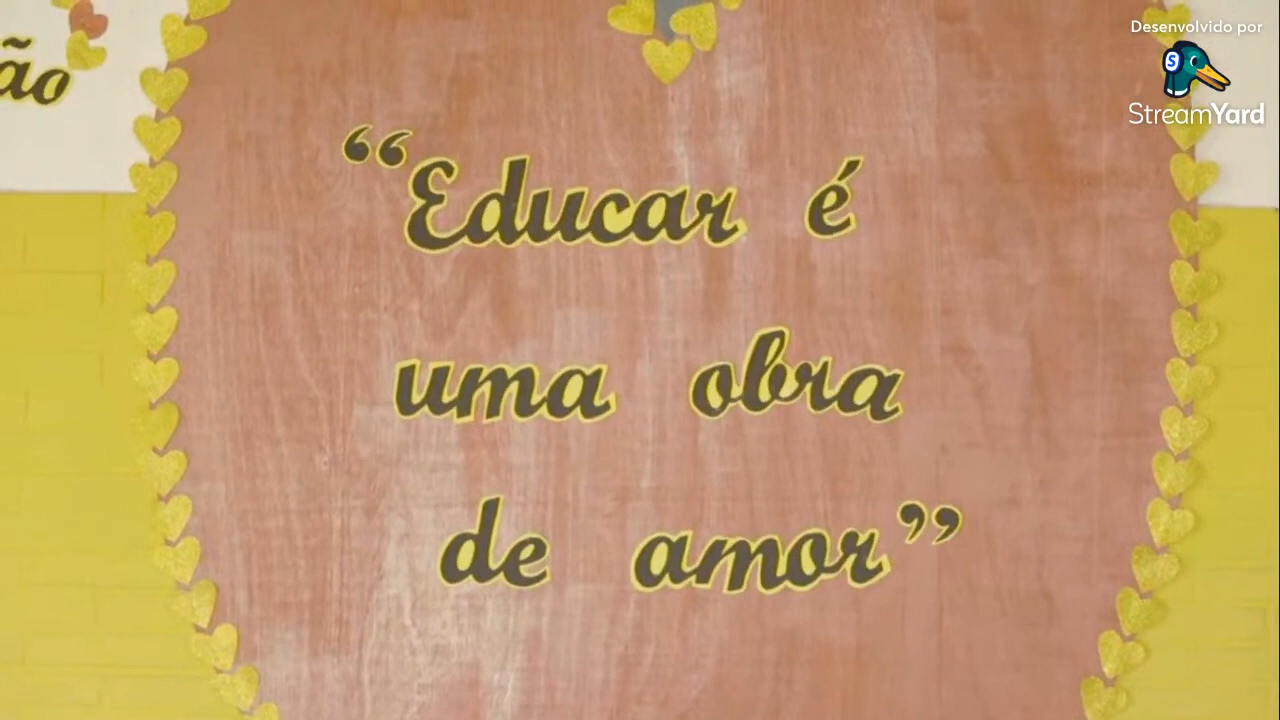 Desenvolvido por
StreamYard
ão
“Educar é
uma obra
de amor”